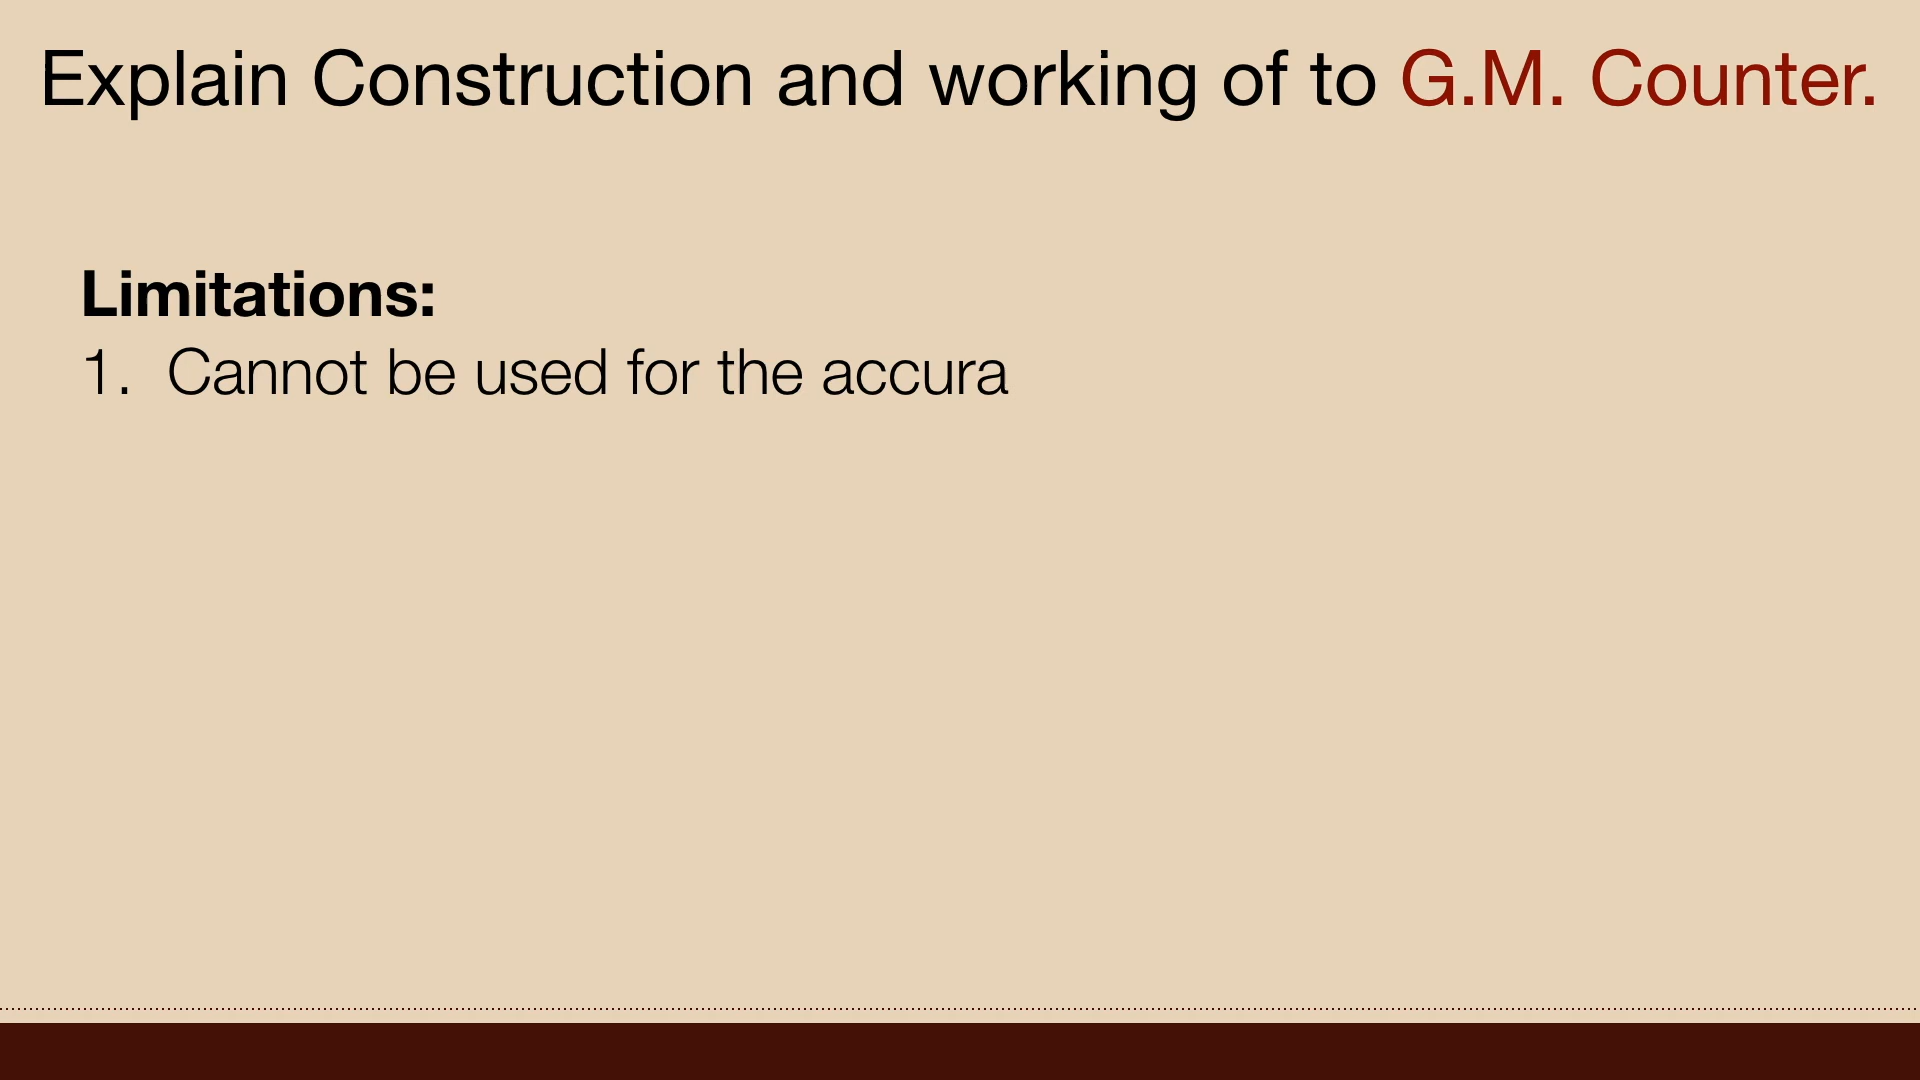 Explain Construction and working of to G.M. Counter.
Limitations:
1. Cannot be used for the accura